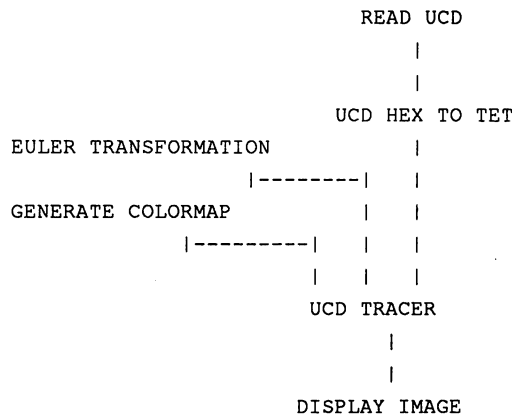 READ UCD
UCD HEX TO TET
EULER TRANSFORMATION
GENERATE COLORMAP
UCD TRACER
DISPLAY IMAGE